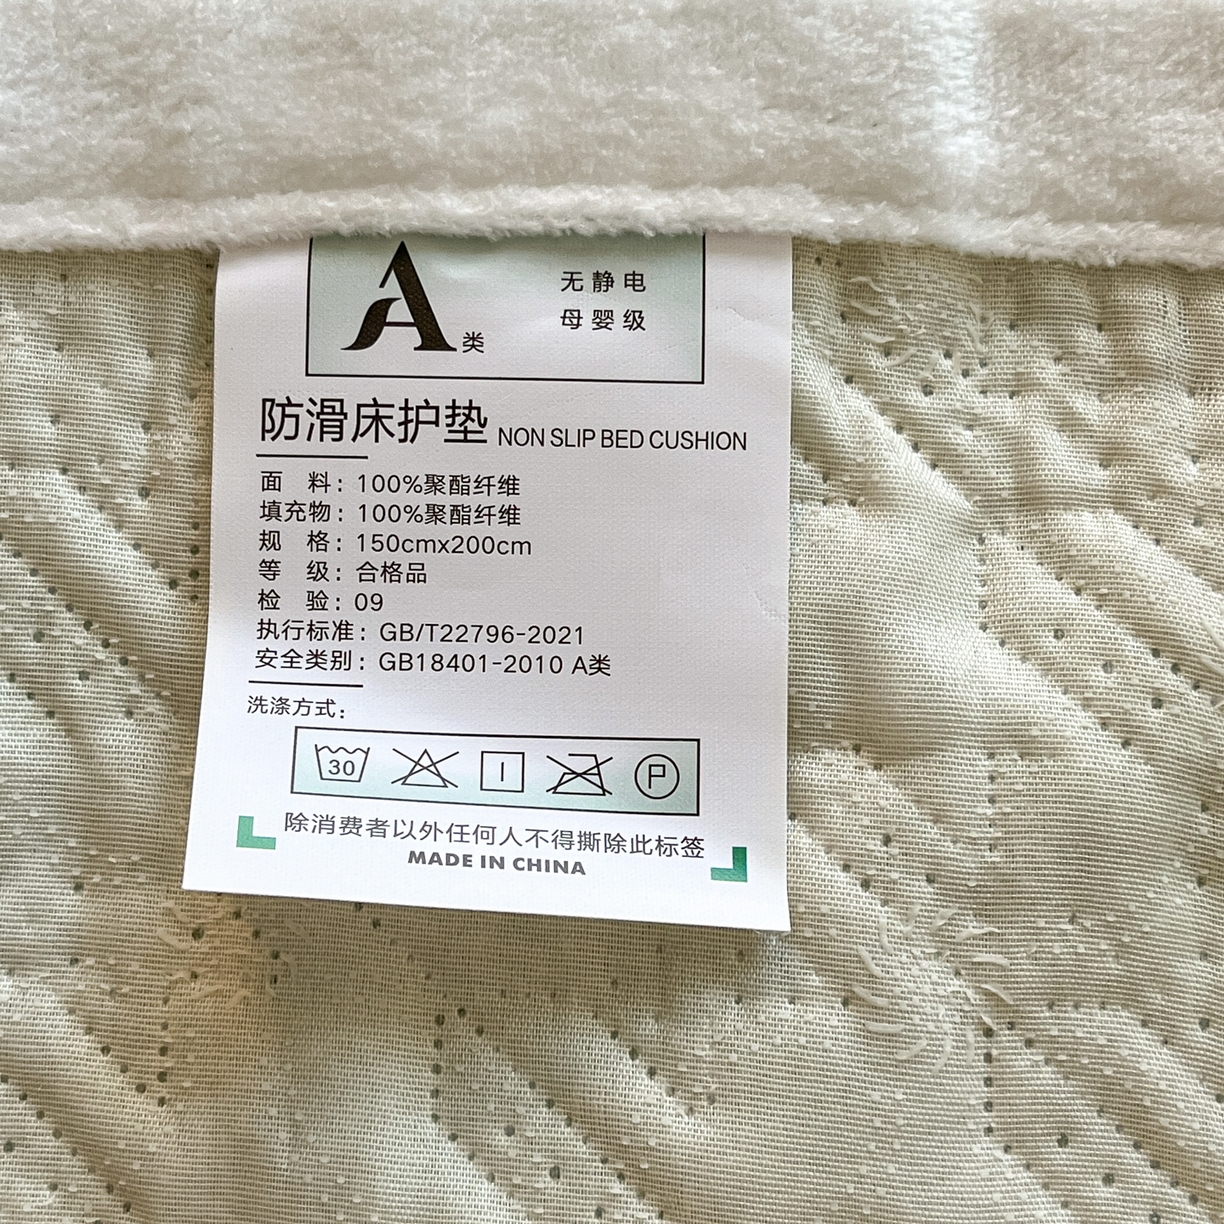 A类
无静电
母婴级
防滑床护垫 NON SLIP BED CUSHION
面 料：100%聚酯纤维
填充物：100%聚酯纤维
规 格：150cmx200cm
等 级：合格品
检 验：09
执行标准：GB/T22796-2021
安全类别：GB18401-2010 A类
洗涤方式：
30 P
除消费者以外任何人不得撕除此标签
MADE IN CHINA